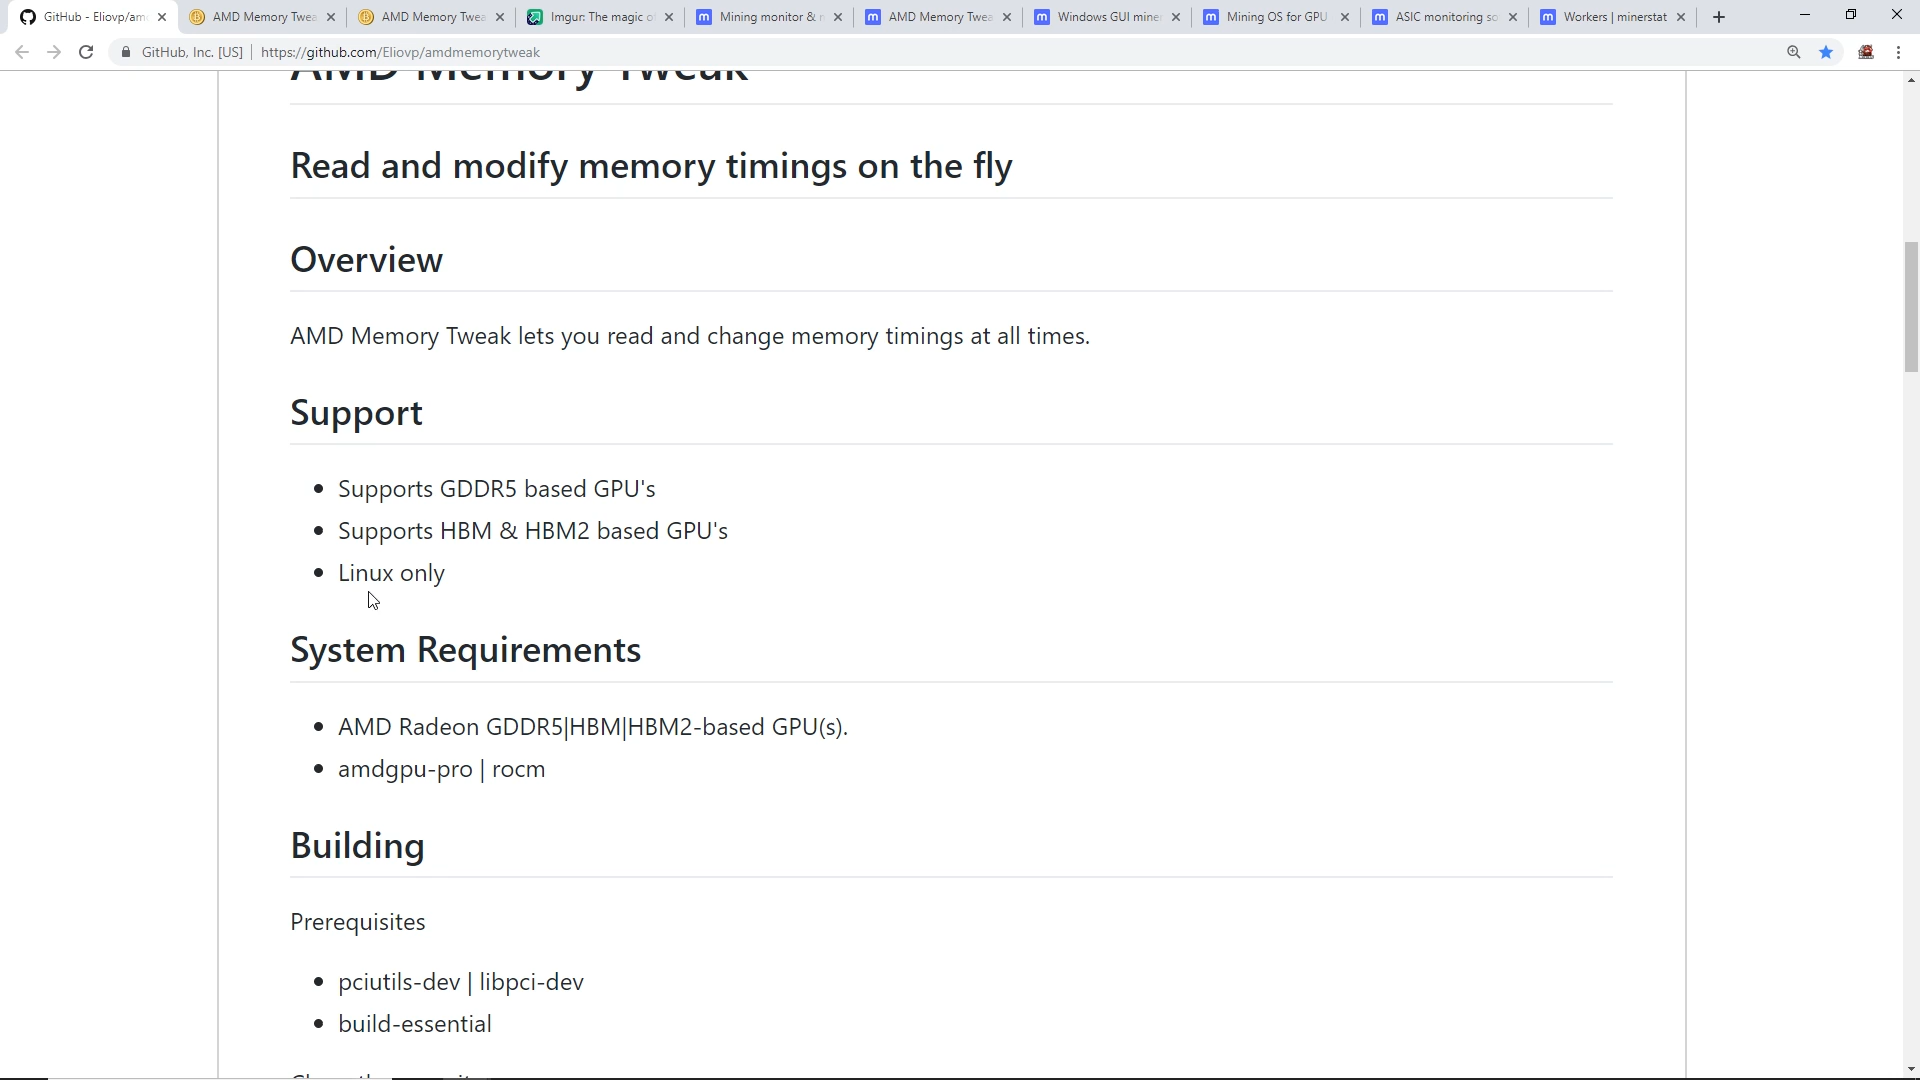 GitHub - Eliovp/am
AMD Memory Twea
AMD Memory Twea
Imgur: The magic o
Mining monitor &
AMD Memory Twea
Windows GUI mine
Mining OS for GPU
ASIC monitoring so
Workers | minerstat
GitHub, Inc. [US] | https://github.com/Eliovp/amdmemorytweak
AMD Memory Tweak
Read and modify memory timings on the fly
Overview
AMD Memory Tweak lets you read and change memory timings at all times.
Support
Supports GDDR5 based GPU's
Supports HBM & HBM2 based GPU's
Linux only
System Requirements
AMD Radeon GDDR5|HBM|HBM2-based GPU(s).
amdgpu-pro | rocm
Building
Prerequisites
pciutils-dev | libpci-dev
build-essential